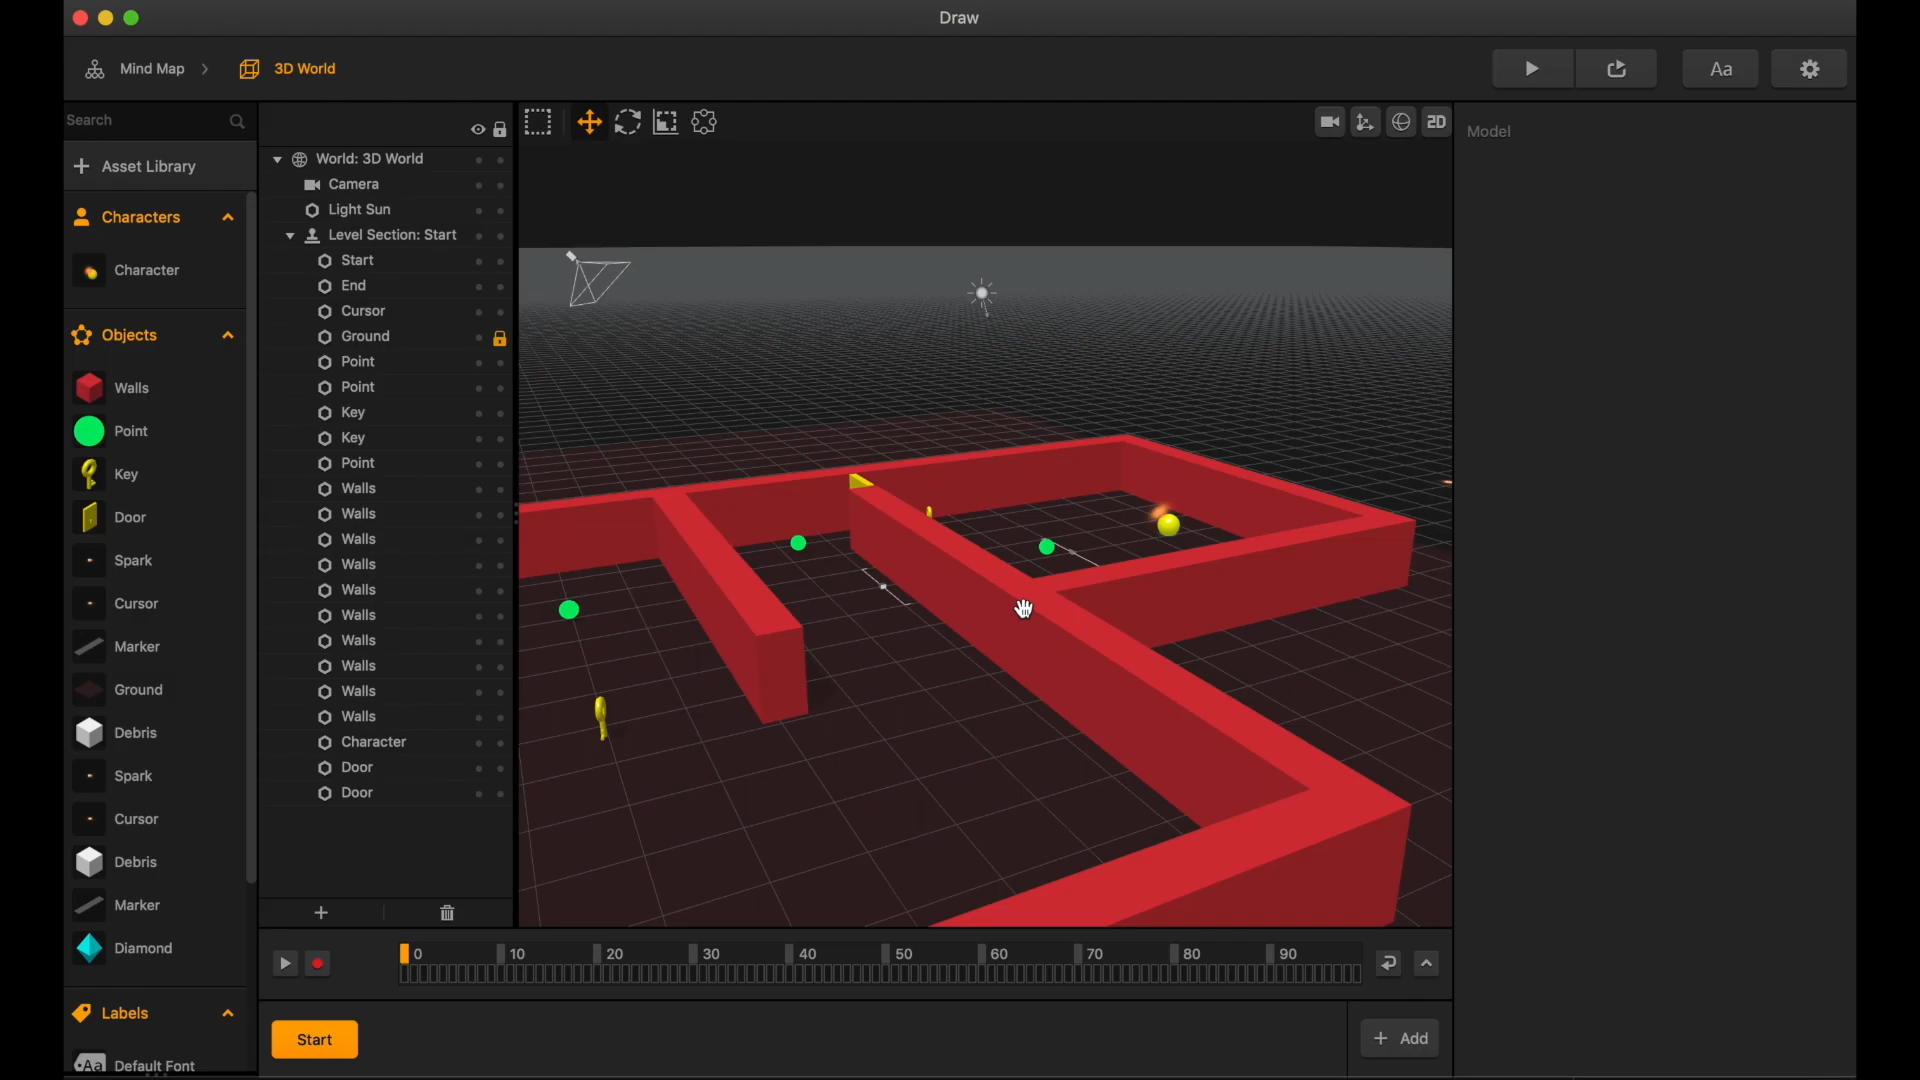 Draw
Mind Map
3D World
Aa
Search
Asset Library
Characters
Character
Objects
Walls
Point
Key
Door
Spark
Cursor
Marker
Ground
Debris
Spark
Cursor
Debris
Marker
Diamond
Labels
Aa
Default Font
World: 3D World
Camera
Light Sun
Level Section: Start
Start
End
Cursor
Ground
Point
Point
Key
Key
Point
Walls
Walls
Walls
Walls
Walls
Walls
Walls
Walls
Walls
Walls
Character
Door
Door
2D
Model
0 10 20 30 40 50 60 70 80 90
Start
Add